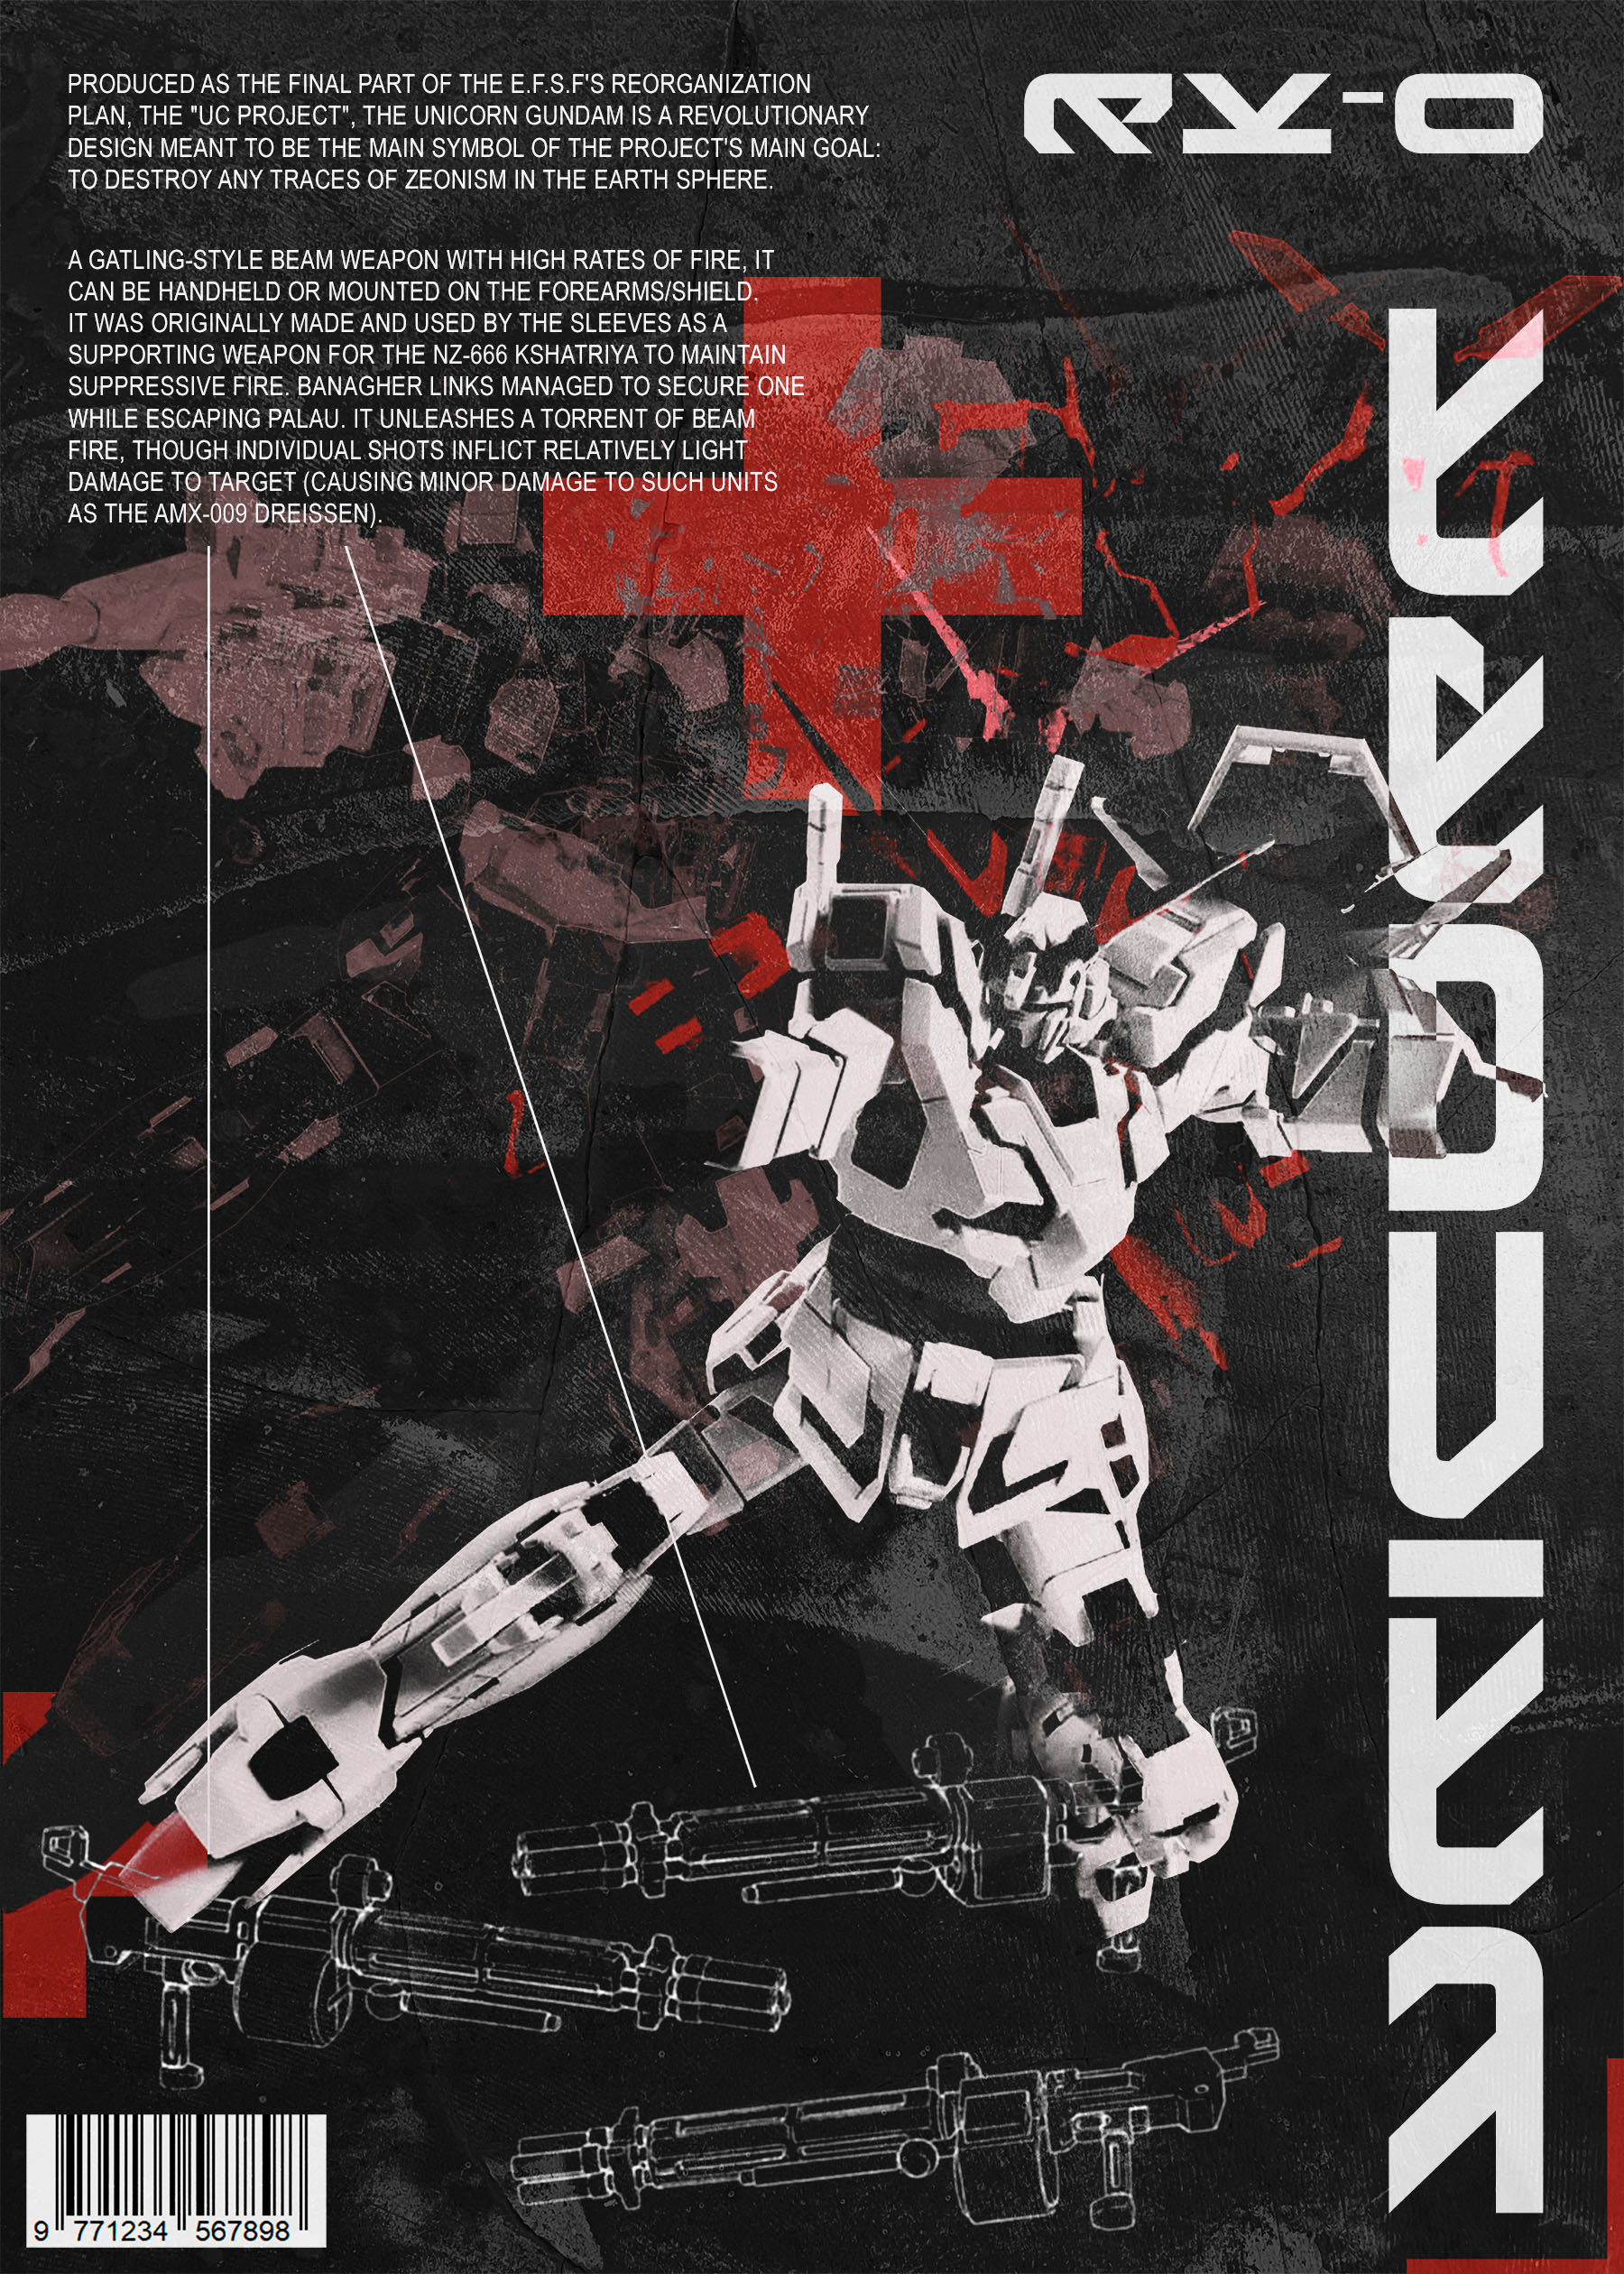 RX-0
PRODUCED AS THE FINAL PART OF THE E.F.S.F'S REORGANIZATION
PLAN, THE "UC PROJECT", THE UNICORN GUNDAM IS A REVOLUTIONARY
DESIGN MEANT TO BE THE MAIN SYMBOL OF THE PROJECT'S MAIN GOAL:
TO DESTROY ANY TRACES OF ZEONISM IN THE EARTH SPHERE.
A GATLING-STYLE BEAM WEAPON WITH HIGH RATES OF FIRE, IT
CAN BE HANDHELD OR MOUNTED ON THE FOREARMS/SHIELD.
IT WAS ORIGINALLY MADE AND USED BY THE SLEEVES AS A
SUPPORTING WEAPON FOR THE NZ-666 KSHATRIYA TO MAINTAIN
SUPPRESSIVE FIRE. BANAGHER LINKS MANAGED TO SECURE ONE
WHILE ESCAPING PALAU. IT UNLEASHES A TORRENT OF BEAM
FIRE, THOUGH INDIVIDUAL SHOTS INFLICT RELATIVELY LIGHT
DAMAGE TO TARGET (CAUSING MINOR DAMAGE TO SUCH UNITS
AS THE AMX-009 DREISSEN).
9 771234 567898